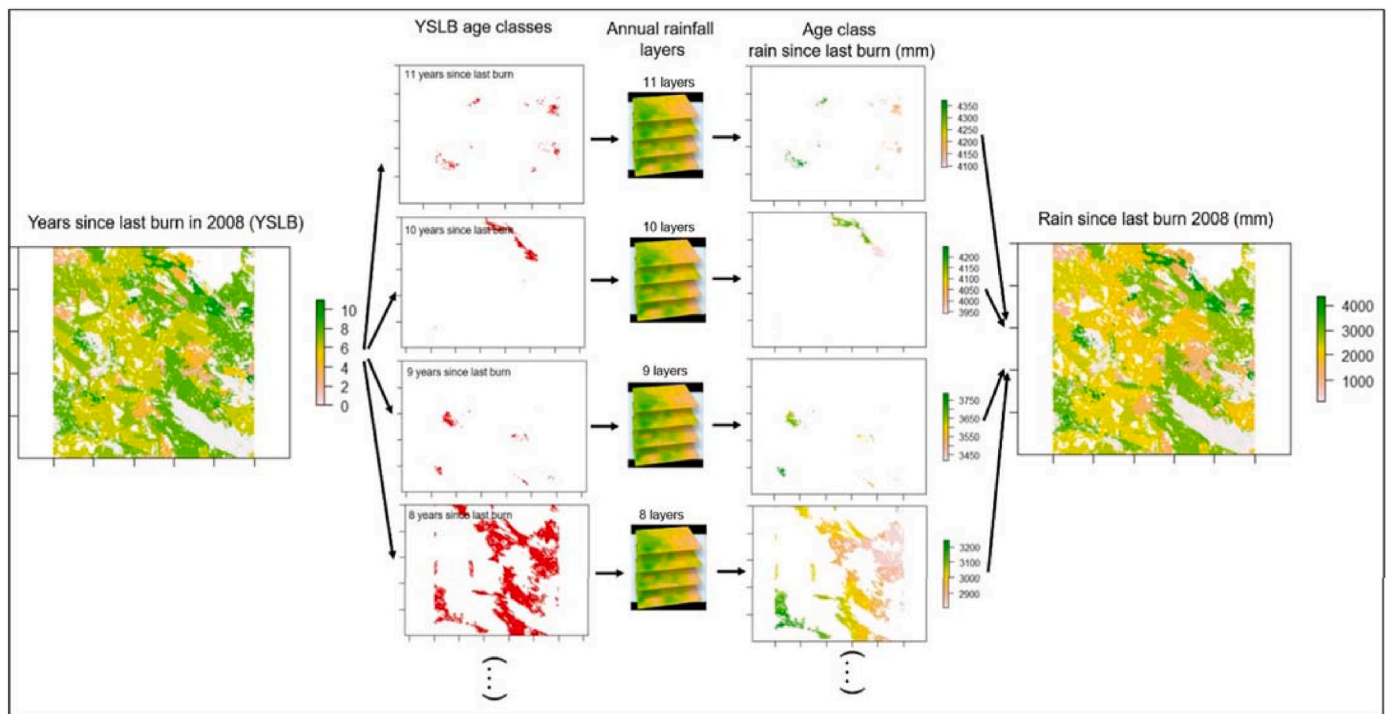 YSLB age classes
Annual rainfall
layers
Age class
rain since last burn (mm)
11 years since last burn
11 layers
4350
4300
4250
4200
4150
4100
Years since last burn in 2008 (YSLB)
10
8
6
4
2
0
10 years since last burn
10 layers
4200
4150
4100
4050
4000
3950
Rain since last burn 2008 (mm)
4000
3000
2000
1000
9 years since last burn
9 layers
3750
3650
3550
3450
8 years since last burn
8 layers
3200
3100
3000
2900
(...)
(...)